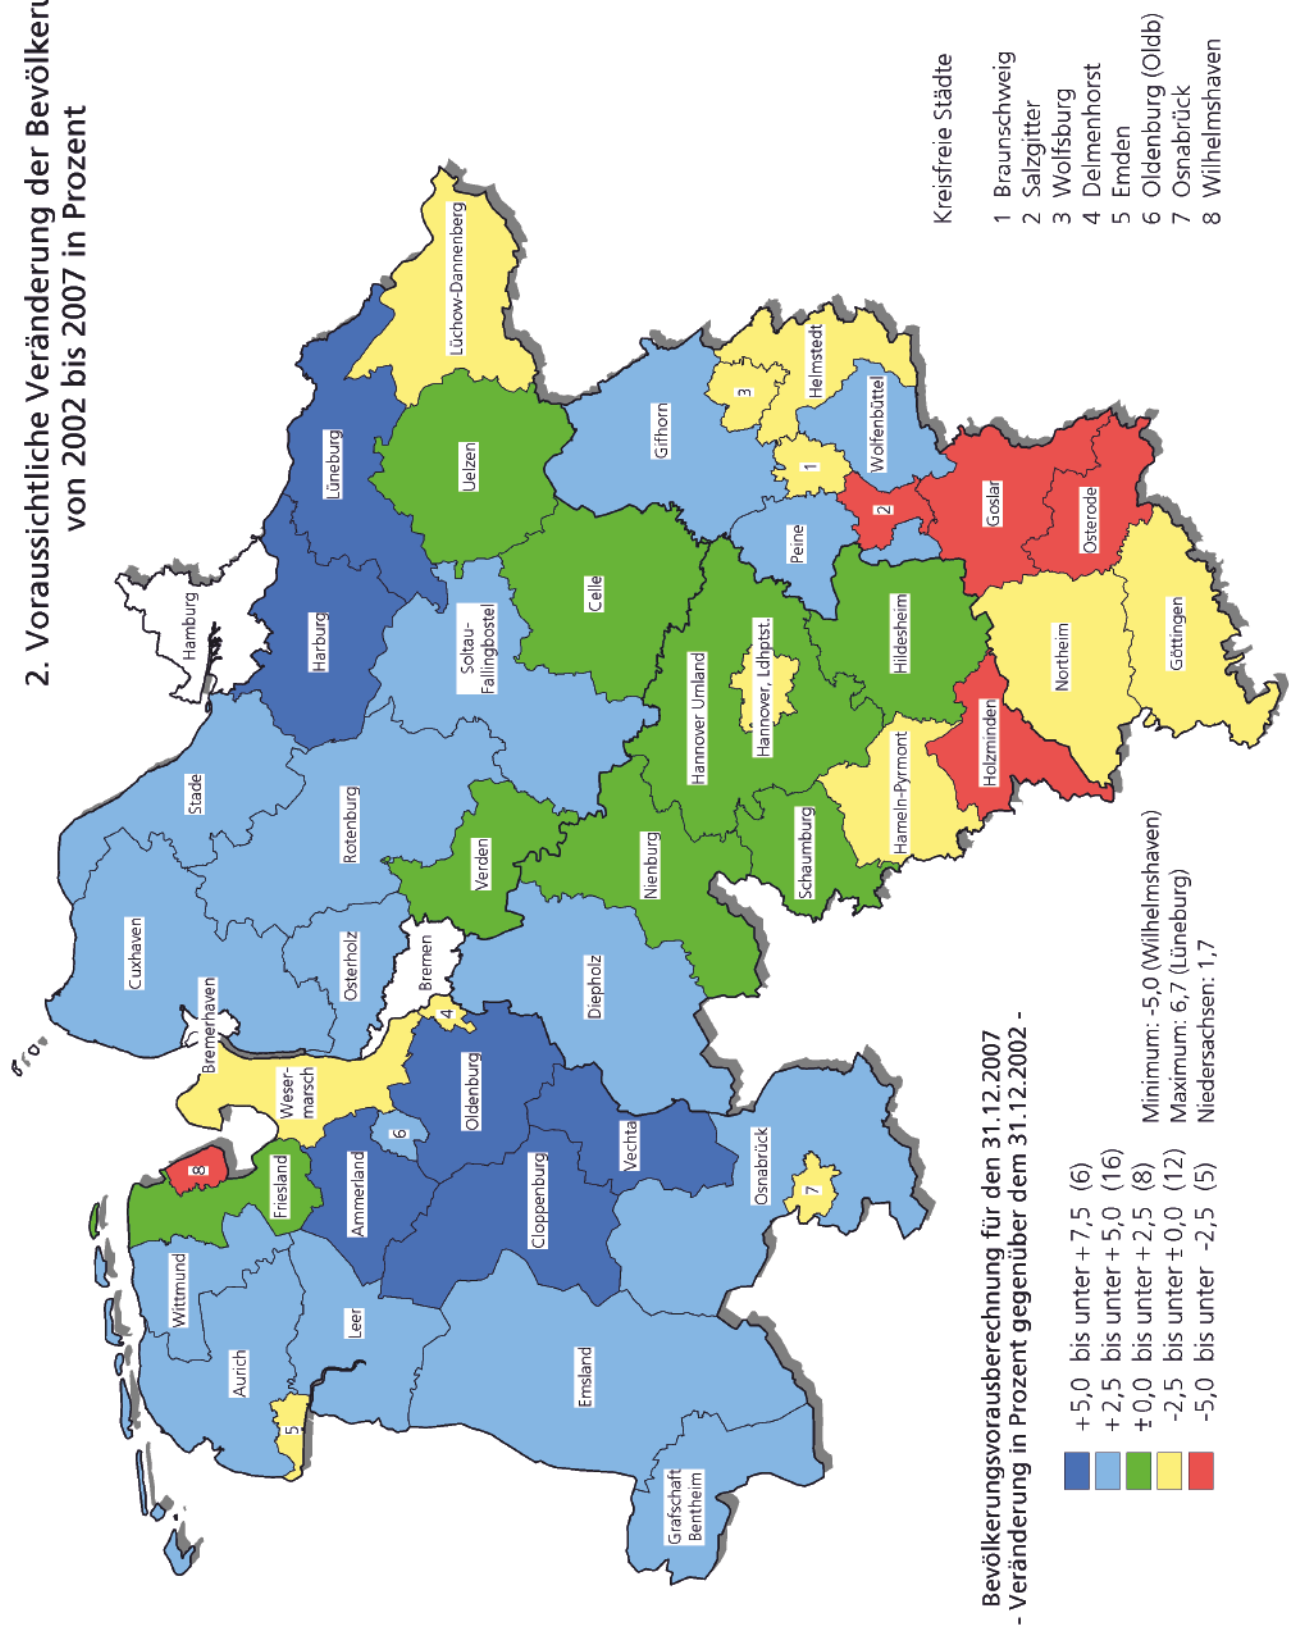 2. Voraussichtliche Veränderung der
von 2002 bis 2007 in Prozent
Hamburg
Lüneburg
Lüchow-Dannenberg
Harburg
Uelzen
Stade
Cuxhaven
Bremerhaven
Rotenburg
Soltau-
Fallingbostel
Osterholz
Verden
Bremen
Celle
Gifhorn
Wittmund
Aurich
Friesland
8
Weser-
marsch
5
Leer
Ammerland
6
4
Oldenburg
Cloppenburg
Vechta
Diepholz
Nienburg
Emsland
Grafschaft
Bentheim
Osnabrück
7
Hannover Umland
Hannover, Ldhptst.
Schaumburg
Peine
3
1
Helmstedt
2
Wolfenbüttel
Hildesheim
Hameln-Pyrmont
Holzminden
Goslar
Osterode
Northeim
Göttingen
Kreisfreie Städte
1 Braunschweig
2 Salzgitter
3 Wolfsburg
4 Delmenhorst
5 Emden
6 Oldenburg (Oldb)
7 Osnabrück
8 Wilhelmshaven
Bevölkerungsvorausberechnung für den 31.12.2007
- Veränderung in Prozent gegenüber dem 31.12.2002 -
+5,0 bis unter +7,5 (6)
+2,5 bis unter +5,0 (16)
±0,0 bis unter +2,5 (8)
-2,5 bis unter ±0,0 (12)
-5,0 bis unter -2,5 (5)
Minimum: -5,0 (Wilhelmshaven)
Maximum: 6,7 (Lüneburg)
Niedersachsen: 1,7